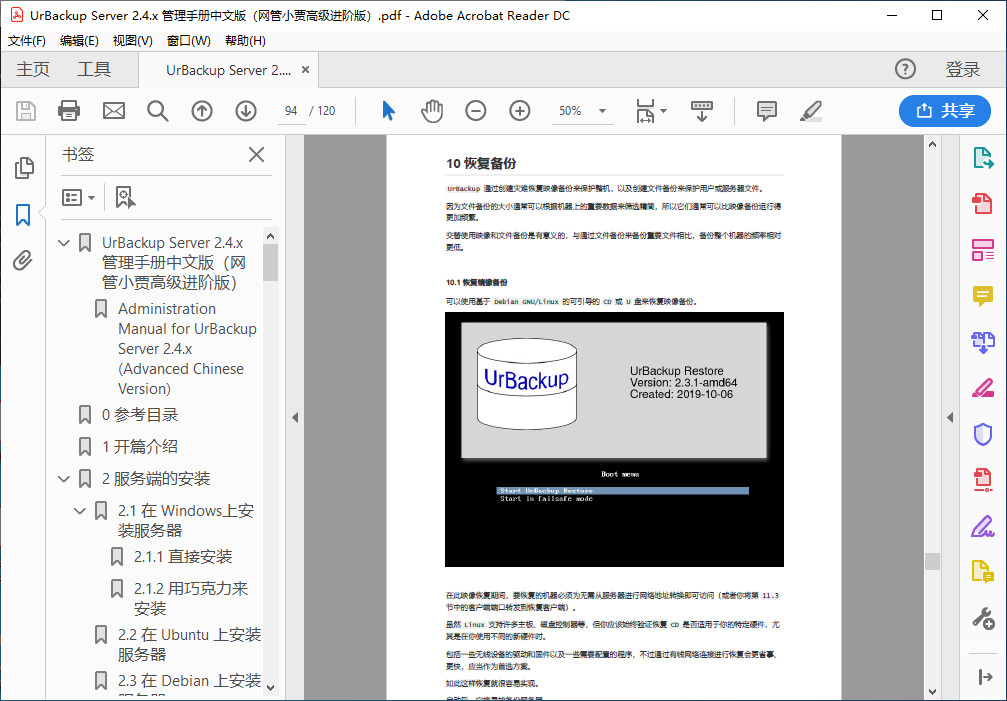 UrBackup Server 2.4.x 管理手册中文版（网管小贾高级进阶版）.pdf - Adobe Acrobat Reader DC
文件(F) 编辑(E) 视图(V) 窗口(W) 帮助(H)
主页 工具 UrBackup Server 2.... × 登录
94 / 120 50% 共享
书签
UrBackup Server 2.4.x
管理手册中文版（网
管小贾高级进阶版）
Administration
Manual for UrBackup
Server 2.4.x
(Advanced Chinese
Version)
0 参考目录
1 开篇介绍
2 服务端的安装
2.1 在 Windows上安
装服务器
2.1.1 直接安装
2.1.2 用巧克力来
安装
2.2 在 Ubuntu 上安装
服务器
2.3 在 Debian 上安装
10 恢复备份
UrBackup 通过创建灾难恢复映像备份来保护整机，以及创建文件备份来保护用户或服务器文件。
因为文件备份的大小通常可以根据机器上的重要数据来筛选精简，所以它们通常可以比映像备份运行得
更加频繁。
交替使用映像和文件备份是有意义的，与通过文件备份来备份重要文件相比，备份整个机器的频率相对
更低。
10.1 恢复镜像备份
可以使用基于 Debian GNU/Linux 的可引导的 CD 或 U 盘来恢复映像备份。
UrBackup
UrBackup Restore
Version: 2.3.1-amd64
Created: 2019-10-06
Boot menu
Start UrBackup Restore
Start in failsafe mode
在此映像恢复期间，要恢复的机器必须为无需从服务器进行网络地址转换即可访问（或者你将第 11.3
节中的客户端端口转发到恢复客户端）。
虽然 Linux 支持许多主板、磁盘控制器等，但你应该始终验证恢复 CD 是否适用于你的特定硬件，尤
其是在你使用不同的新硬件时。
包括一些无线设备的驱动和固件以及一些需要配置的程序，不过通过有线网络连接进行恢复会更省事、
更快，应当作为首选方案。
如此这样恢复就很容易实现。